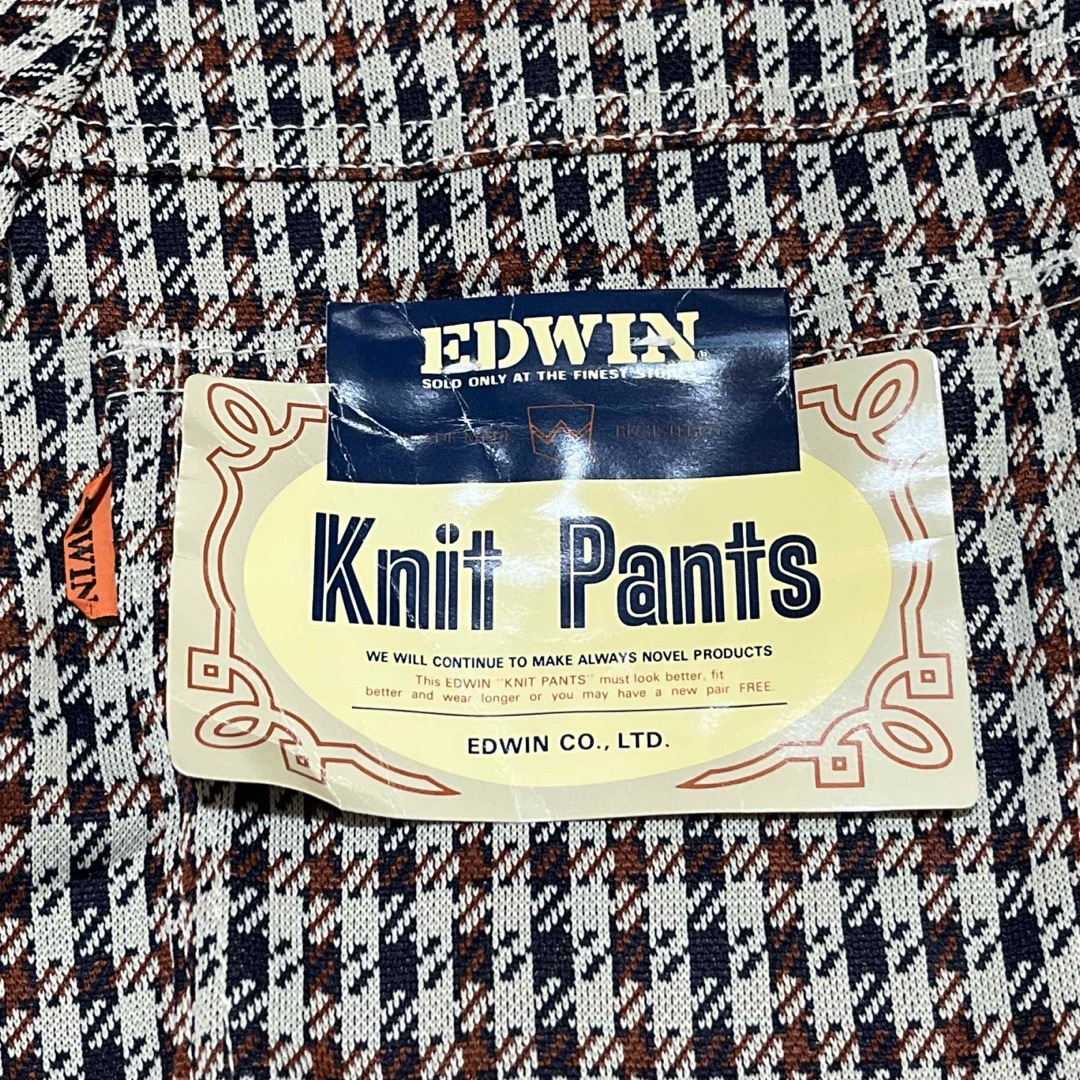 EDWIN®
SOLD ONLY AT THE FINEST STORES
REGISTERED
Knit Pants
WE WILL CONTINUE TO MAKE ALWAYS NOVEL PRODUCTS
This EDWIN "KNIT PANTS" must look better, fit
better and wear longer or you may have a new pair FREE.
EDWIN CO., LTD.
EDWIN